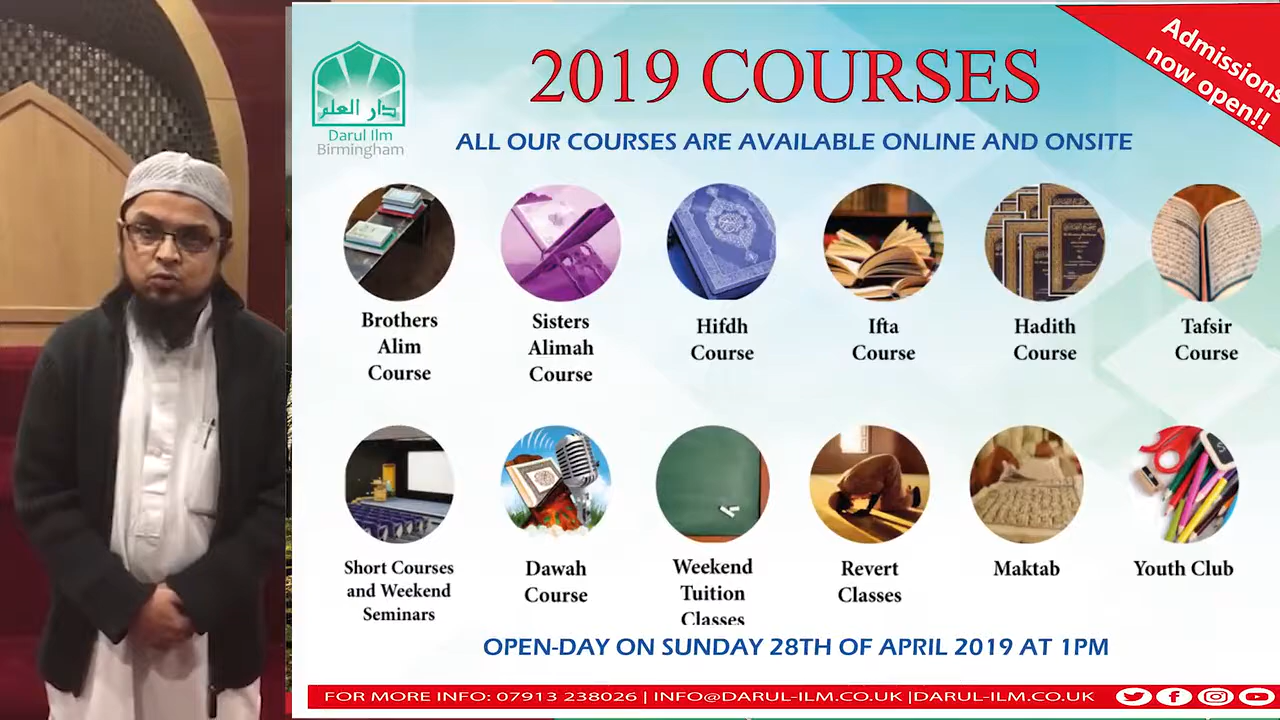 2019 COURSES
Admissions
now open!!
دار العلم
Darul Ilm
Birmingham
ALL OUR COURSES ARE AVAILABLE ONLINE AND ONSITE
Brothers
Alim
Course
Sisters
Alimah
Course
Hifdh
Course
Ifta
Course
Hadith
Course
Tafsir
Course
Short Courses
and Weekend
Seminars
Dawah
Course
Weekend
Tuition
Classes
Revert
Classes
Maktab
Youth Club
OPEN-DAY ON SUNDAY 28TH OF APRIL 2019 AT 1PM
FOR MORE INFO: 07913 238026 | INFO@DARUL-ILM.CO.UK |DARUL-ILM.CO.UK